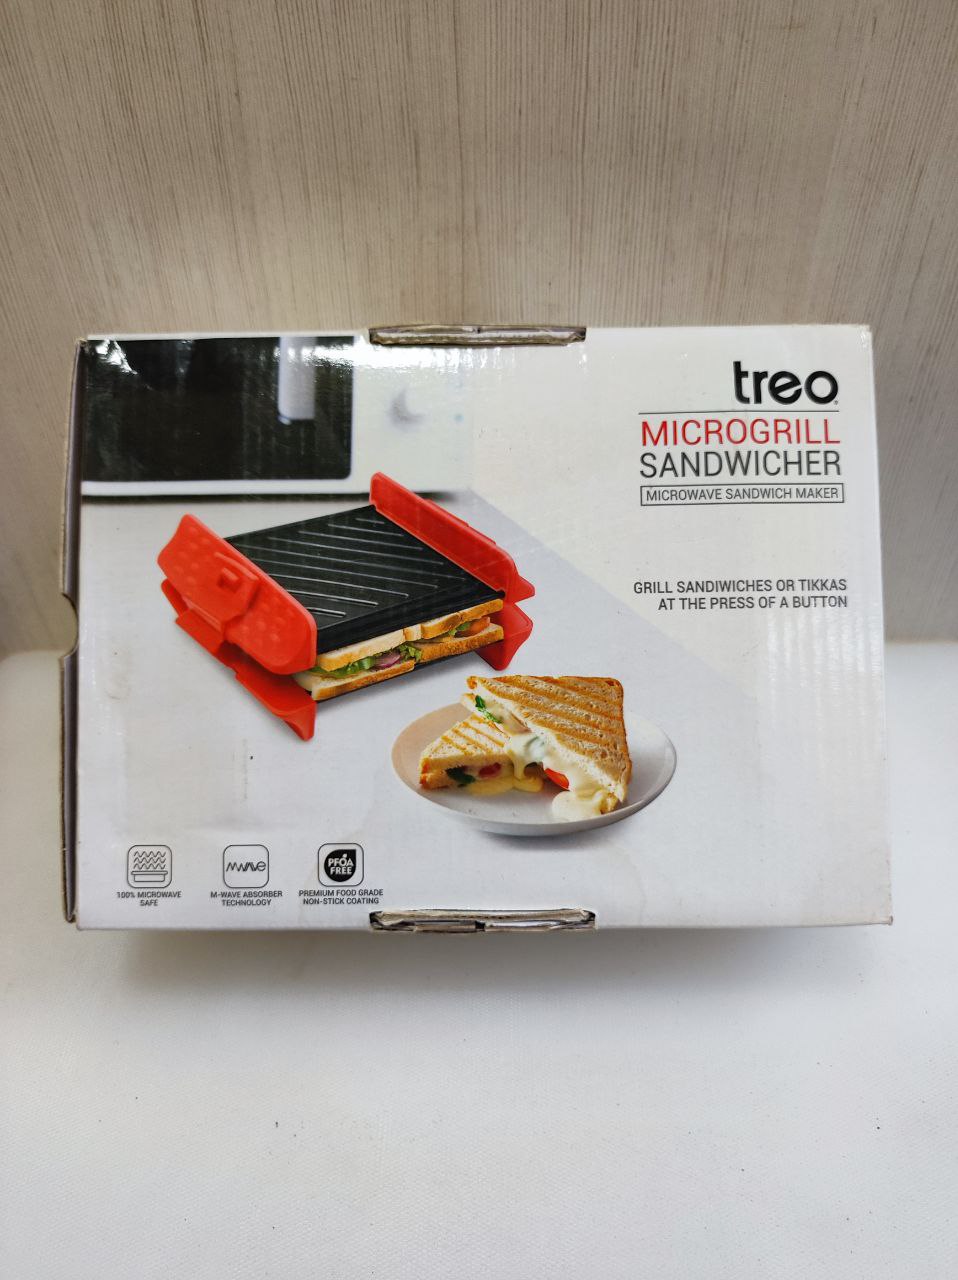 treo
MICROGRILL
SANDWICHER
MICROWAVE SANDWICH MAKER
GRILL SANDIWICHES OR TIKKAS
AT THE PRESS OF A BUTTON
100% MICROWAVE
SAFE
MWAVE
M-WAVE ABSORBER
TECHNOLOGY
PFOA
FREE
PREMIUM FOOD GRADE
NON-STICK COATING